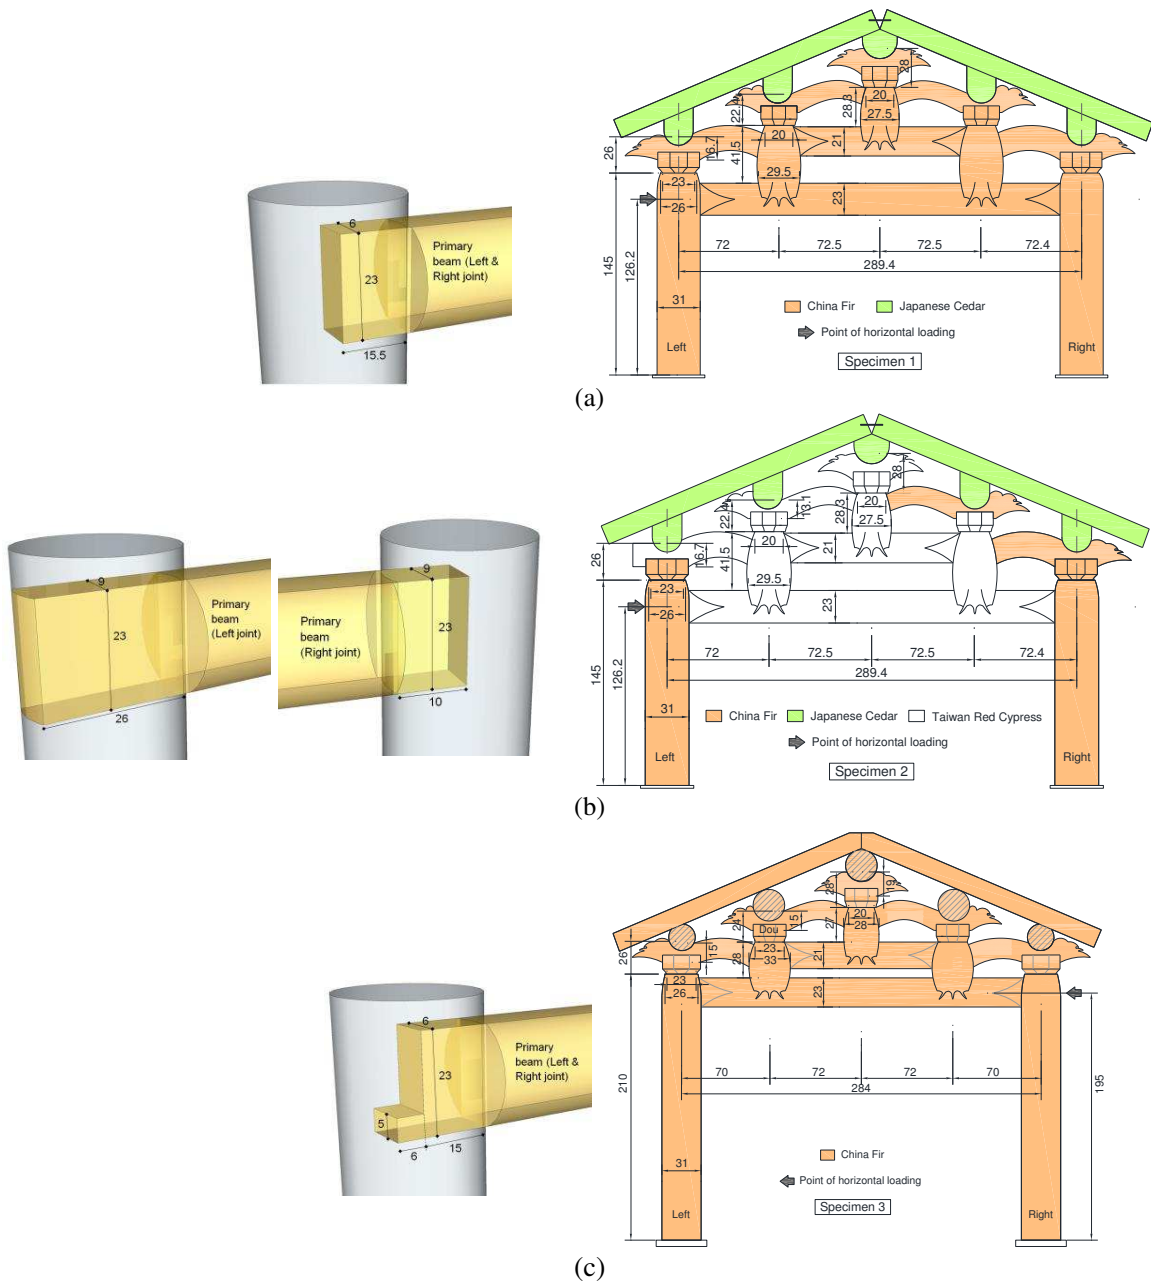 6
23
15.5
Primary
beam (Left &
Right joint)
28
20
27.5
28.3
22.4
20
16.7
41.5
21
26
23
29.5
26
23
72
72.5
72.5
72.4
289.4
145
126.2
31
China Fir
Japanese Cedar
Point of horizontal loading
Left
Right
Specimen 1
(a)
9
23
26
Primary
beam
(Left joint)
9
23
10
Primary
beam
(Right joint)
28
20
27.5
28.3
13.1
22.4
20
16.7
41.5
21
26
23
29.5
26
23
72
72.5
72.5
72.4
289.4
145
126.2
31
China Fir
Japanese Cedar
Taiwan Red Cypress
Point of horizontal loading
Left
Right
Specimen 2
(b)
6
23
5
6
15
Primary
beam (Left &
Right joint)
28
19
20
28
27
15
24
Dou
23
33
28
21
15
26
23
26
23
70
72
72
70
284
210
195
31
China Fir
Point of horizontal loading
Left
Right
Specimen 3
(c)